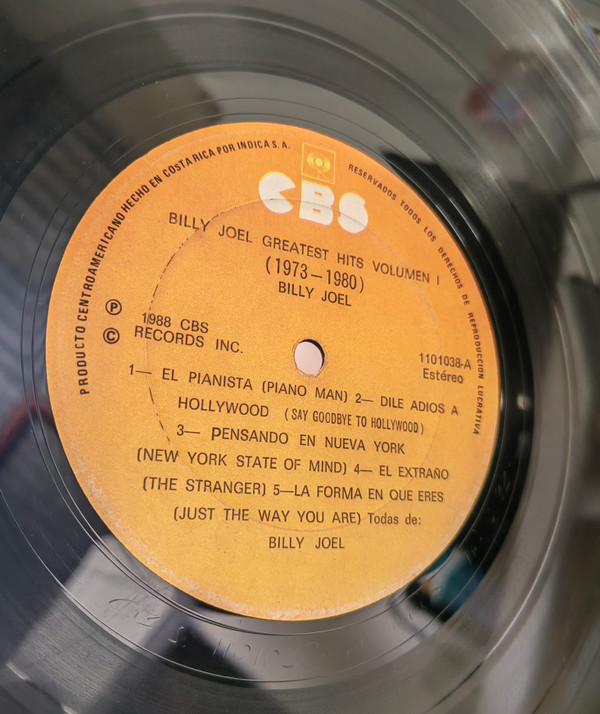 PRODUCTO CENTROAMERICANO HECHO EN COSTA RICA POR INDICA S. A.
RESERVADOS TODOS LOS DERECHOS DE REPRODUCCION LUCRATIVA
CBS
BILLY JOEL GREATEST HITS VOLUMEN I
(1973—1980)
BILLY JOEL
Ⓟ 1988 CBS
© RECORDS INC.
1101038-A
Estéreo
1— EL PIANISTA (PIANO MAN) 2— DILE ADIOS A
HOLLYWOOD (SAY GOODBYE TO HOLLYWOOD)
3— PENSANDO EN NUEVA YORK
(NEW YORK STATE OF MIND) 4— EL EXTRAÑO
(THE STRANGER) 5—LA FORMA EN QUE ERES
(JUST THE WAY YOU ARE) Todas de:
BILLY JOEL